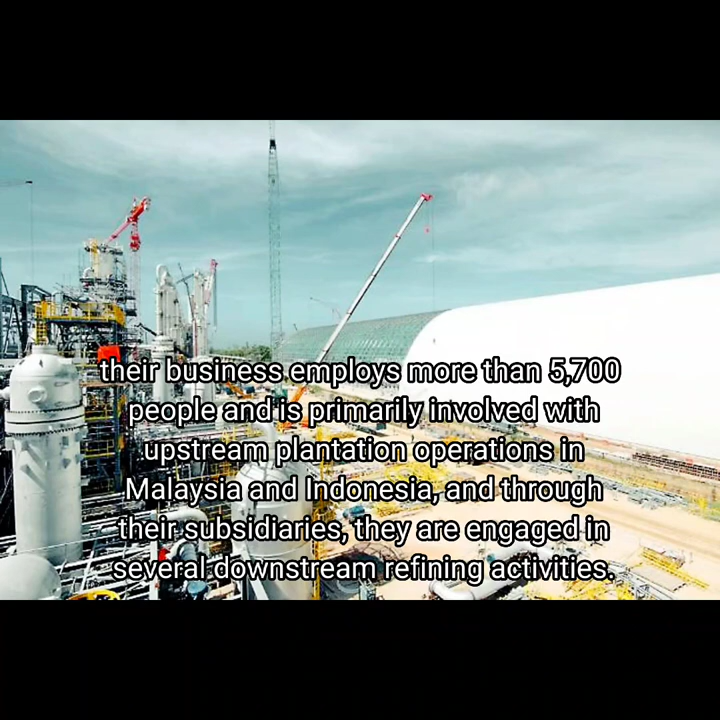 their business employs more than 5,700
people and is primarily involved with
upstream plantation operations in
Malaysia and Indonesia, and through
their subsidiaries, they are engaged in
several downstream refining activities.